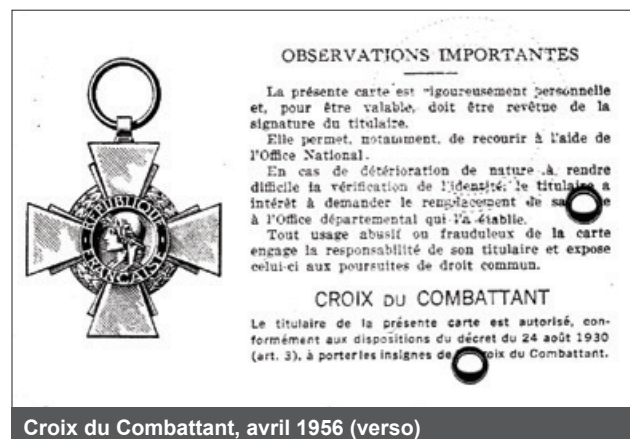 RÉPUBLIQUE
FRANÇAISE
OBSERVATIONS IMPORTANTES
La présente carte est rigoureusement personnelle
et, pour être valable, doit être revêtue de la
signature du titulaire.
Elle permet, notamment, de recourir à l'aide de
l'Office National.
En cas de détérioration de nature à rendre
difficile la vérification de l'identité, le titulaire a
intérêt à demander le remplacement de
à l'Office départemental qui l'a établie.
Tout usage abusif ou frauduleux de la carte
engage la responsabilité de son titulaire et expose
celui-ci aux poursuites de droit commun.
CROIX DU COMBATTANT
Le titulaire de la présente carte est autorisé, con-
formément aux dispositions du décret du 24 août 1930
(art. 3), à porter les insignes de du Combattant.
Croix du Combattant, avril 1956 (verso)